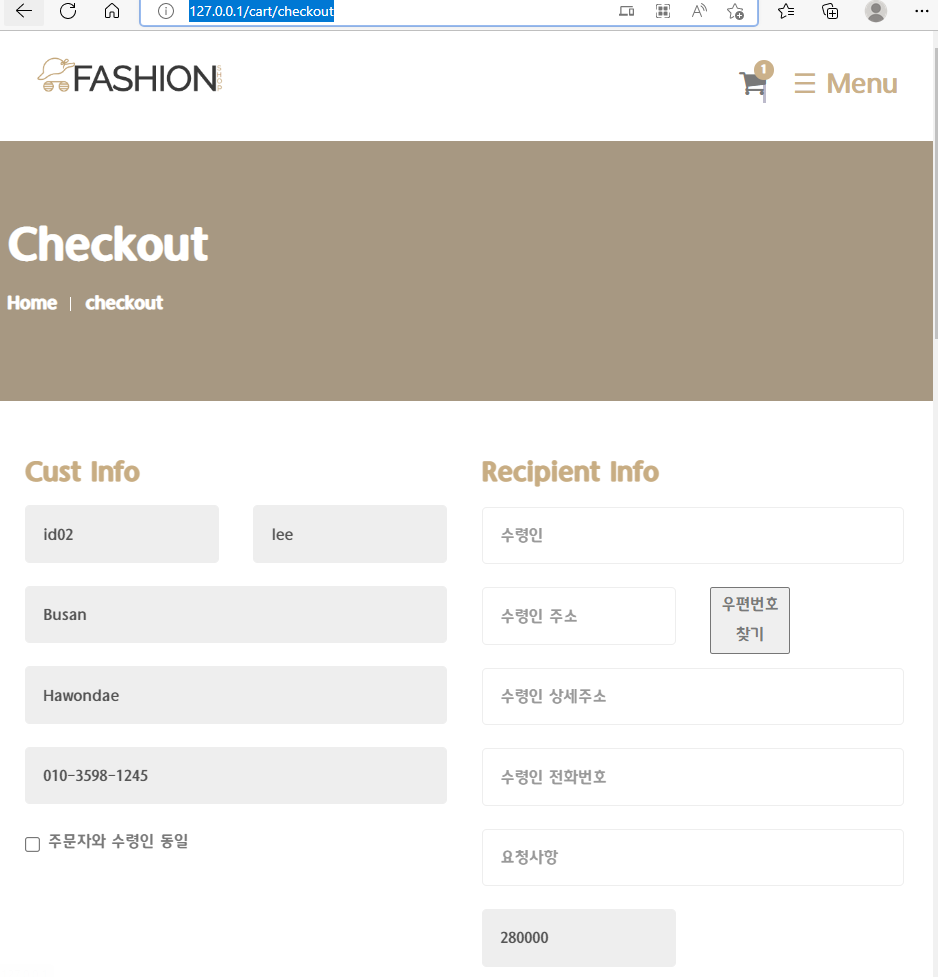 127.0.0.1/cart/checkout
FASHION SHOP
1
Menu
Checkout
Home | checkout
Cust Info
id02
lee
Busan
Hawondae
010-3598-1245
주문자와 수령인 동일
Recipient Info
수령인
수령인 주소
우편번호
찾기
수령인 상세주소
수령인 전화번호
요청사항
280000